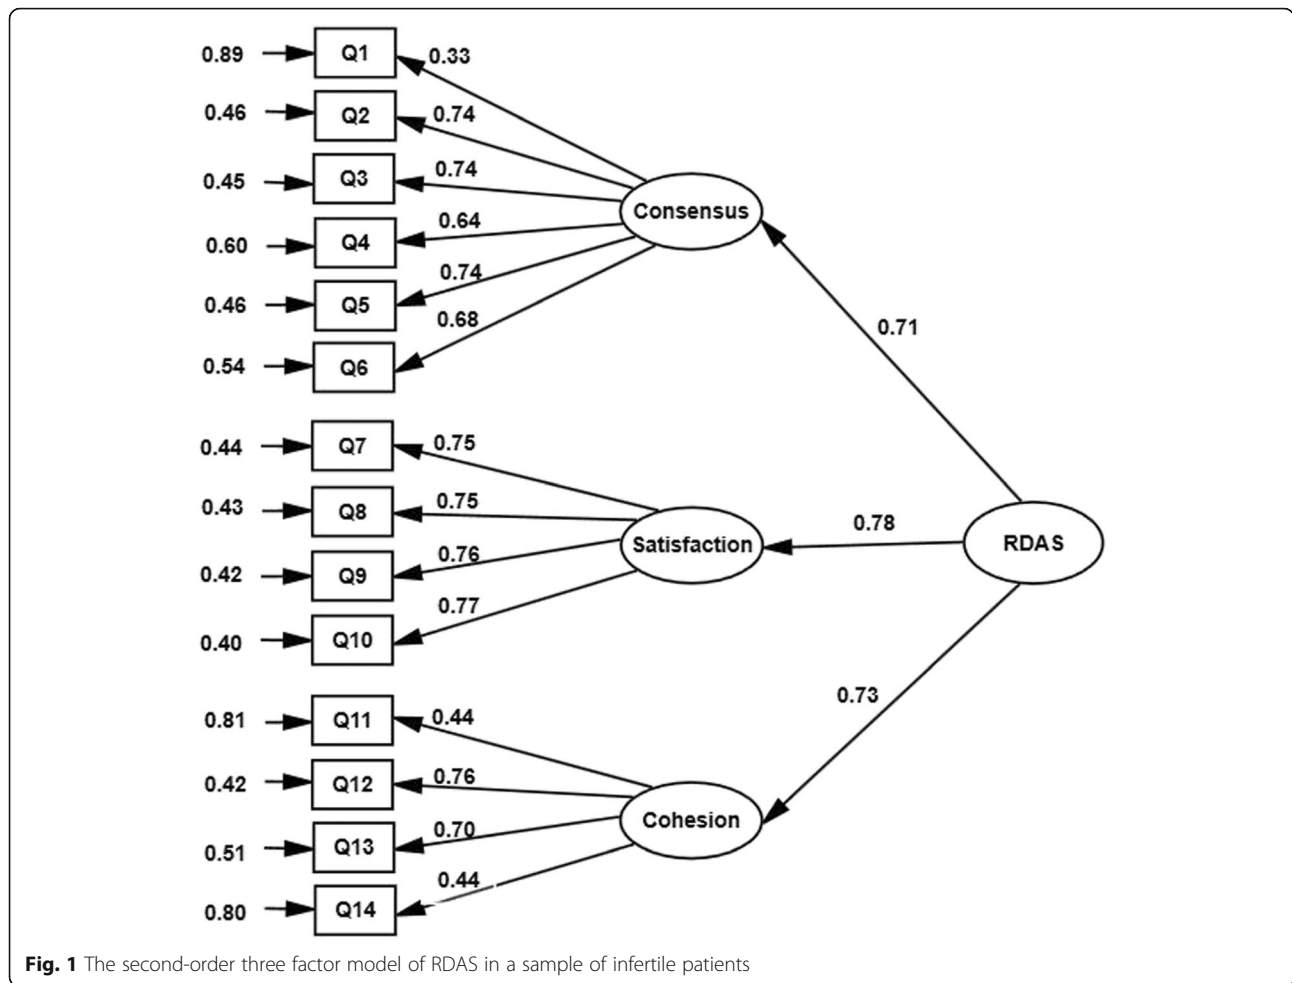 0.89 Q1 0.33
0.46 Q2 0.74
0.45 Q3 0.74
0.60 Q4 0.64
0.46 Q5 0.74
0.54 Q6 0.68
Consensus
0.71
0.44 Q7 0.75
0.43 Q8 0.75
0.42 Q9 0.76
0.40 Q10 0.77
Satisfaction
0.78
RDAS
0.81 Q11 0.44
0.42 Q12 0.76
0.51 Q13 0.70
0.80 Q14 0.44
Cohesion
0.73
Fig. 1 The second-order three factor model of RDAS in a sample of infertile patients